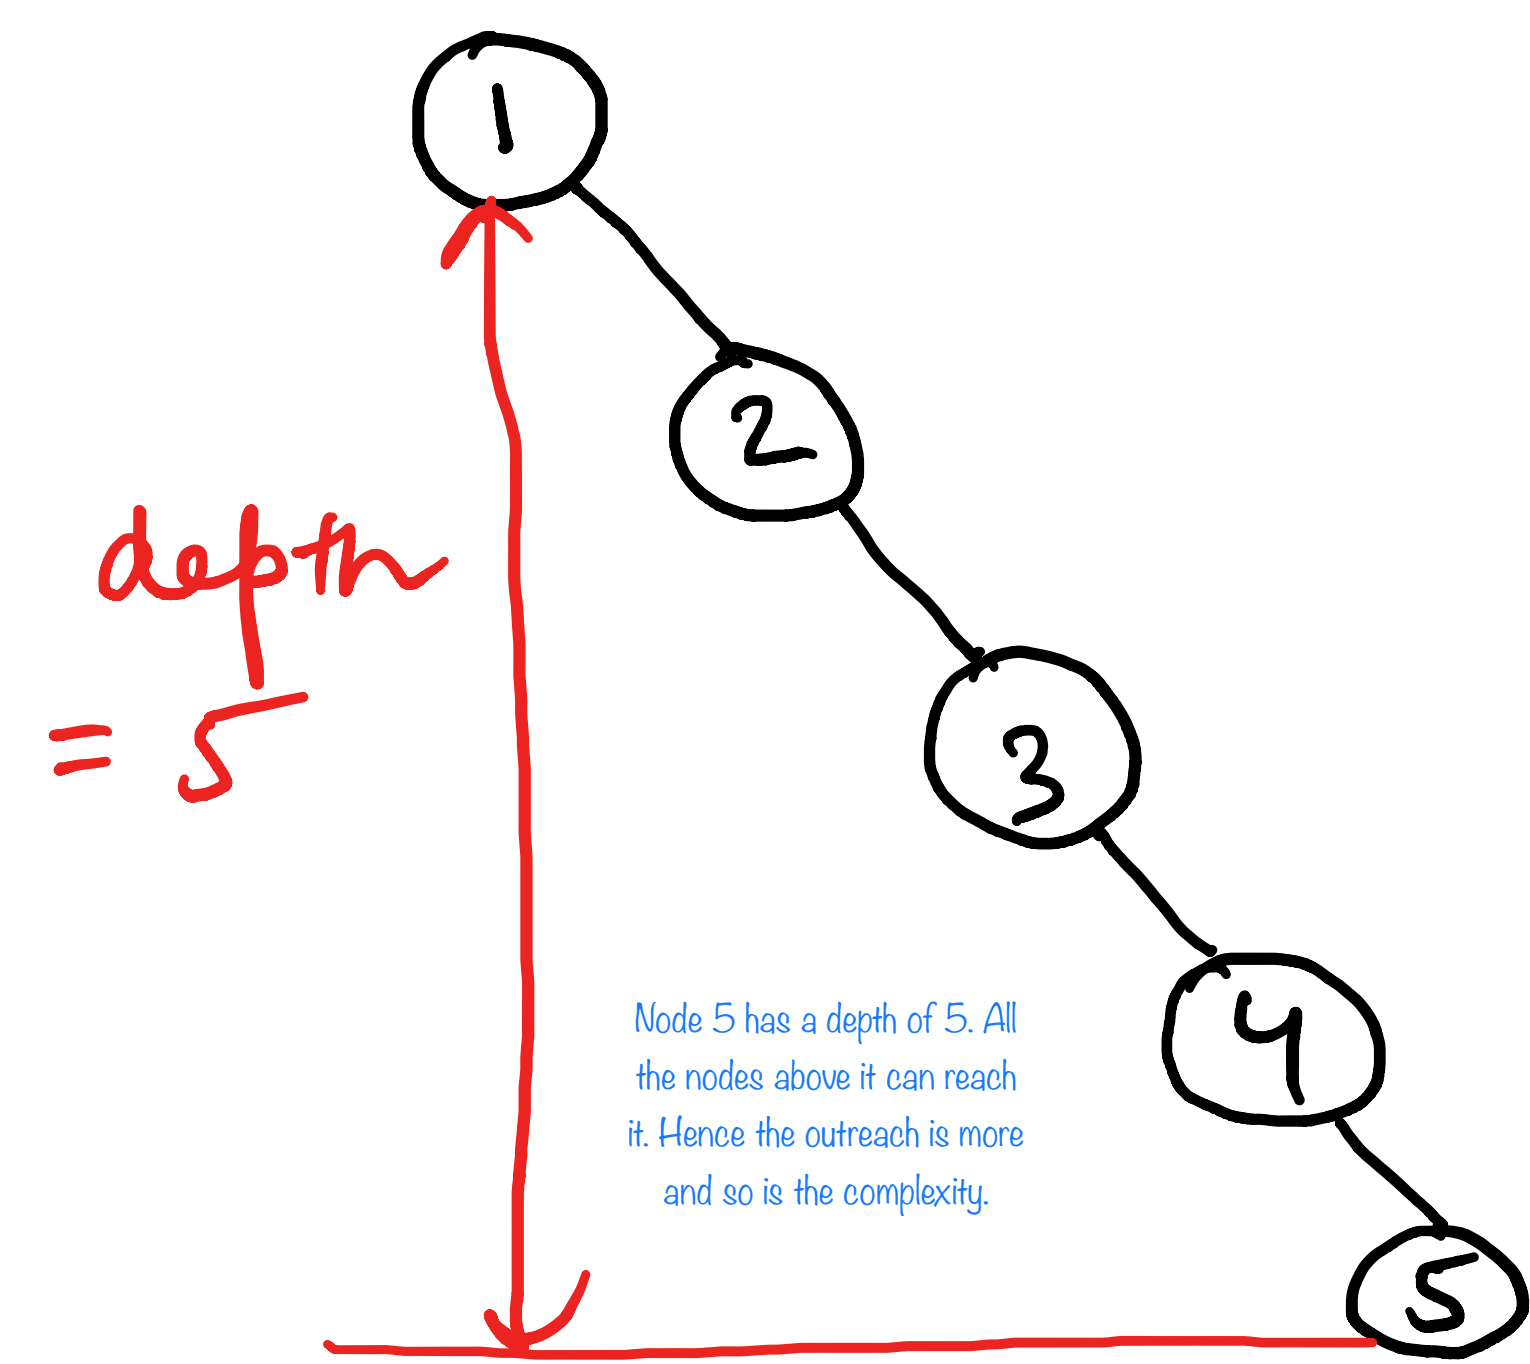 1
2
depth
= 5
3
Node 5 has a depth of 5. All
the nodes above it can reach
it. Hence the outreach is more
and so is the complexity.
4
5